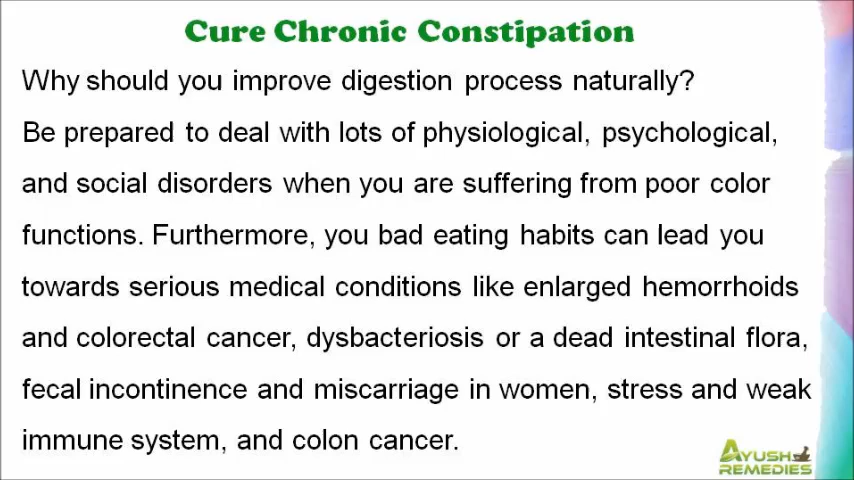 Cure Chronic Constipation
Why should you improve digestion process naturally?
Be prepared to deal with lots of physiological, psychological,
and social disorders when you are suffering from poor color
functions. Furthermore, you bad eating habits can lead you
towards serious medical conditions like enlarged hemorrhoids
and colorectal cancer, dysbacteriosis or a dead intestinal flora,
fecal incontinence and miscarriage in women, stress and weak
immune system, and colon cancer.
AYUSH
REMEDIES